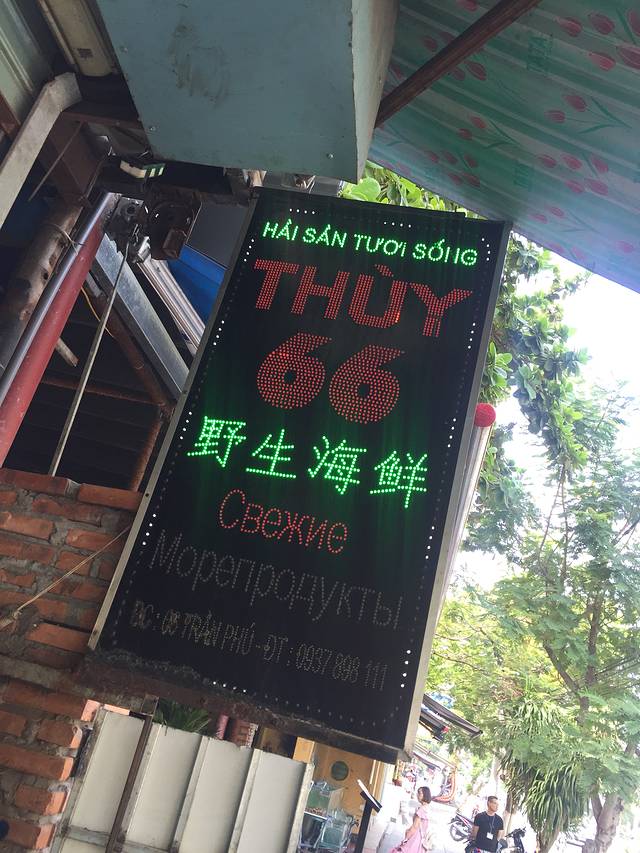 HẢI SẢN TƯƠI SỐNG
THÙY
66
野生海鲜
Свежие
Морепродукты
ĐC : 68 TRẦN PHÚ - ĐT : 0937 898 111